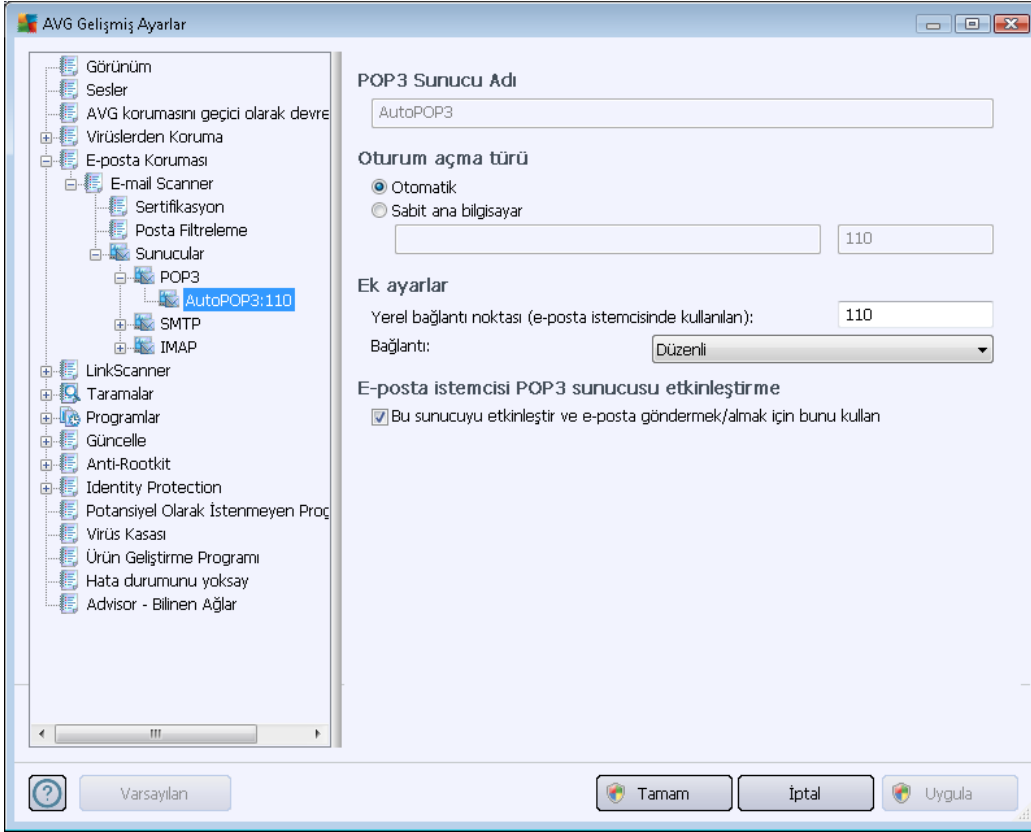 AVG Gelişmiş Ayarlar
Görünüm
Sesler
AVG korumasını geçici olarak devre
Virüslerden Koruma
E-posta Koruması
E-mail Scanner
Sertifikasyon
Posta Filtreleme
Sunucular
POP3
AutoPOP3:110
SMTP
IMAP
LinkScanner
Taramalar
Programlar
Güncelle
Anti-Rootkit
Identity Protection
Potansiyel Olarak İstenmeyen Prog
Virüs Kasası
Ürün Geliştirme Programı
Hata durumunu yoksay
Advisor - Bilinen Ağlar
POP3 Sunucu Adı
AutoPOP3
Oturum açma türü
Otomatik
Sabit ana bilgisayar
110
Ek ayarlar
Yerel bağlantı noktası (e-posta istemcisinde kullanılan): 110
Bağlantı: Düzenli
E-posta istemcisi POP3 sunucusu etkinleştirme
Bu sunucuyu etkinleştir ve e-posta göndermek/almak için bunu kullan
Varsayılan Tamam İptal Uygula